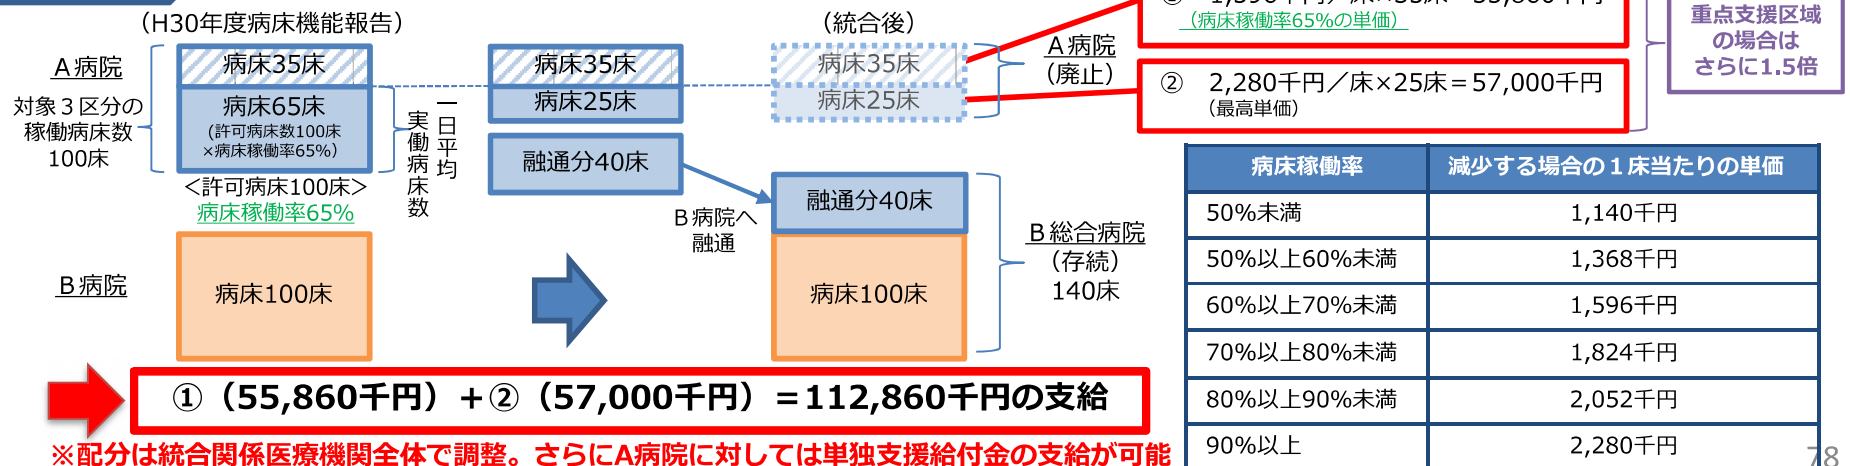 （H30年度病床機能報告）
（統合後）
Ａ病院
対象３区分の
稼働病床数
100床
病床35床
病床65床
(許可病床数100床
×病床稼働率65%)
＜許可病床100床＞
病床稼働率65%
一日平均
実働病床数
病床35床
病床25床
融通分40床
Ｂ病院へ
融通
病床35床
病床25床
Ａ病院
（廃止）
融通分40床
病床100床
Ｂ総合病院
（存続）
140床
Ｂ病院
病床100床
（病床稼働率65%の単価）
②　2,280千円／床×25床＝57,000千円
（最高単価）
重点支援区域
の場合は
さらに1.5倍
病床稼働率　減少する場合の１床当たりの単価
50%未満　1,140千円
50%以上60%未満　1,368千円
60%以上70%未満　1,596千円
70%以上80%未満　1,824千円
80%以上90%未満　2,052千円
90%以上　2,280千円
①（55,860千円）＋②（57,000千円）＝112,860千円の支給
※配分は統合関係医療機関全体で調整。さらにA病院に対しては単独支援給付金の支給が可能
78